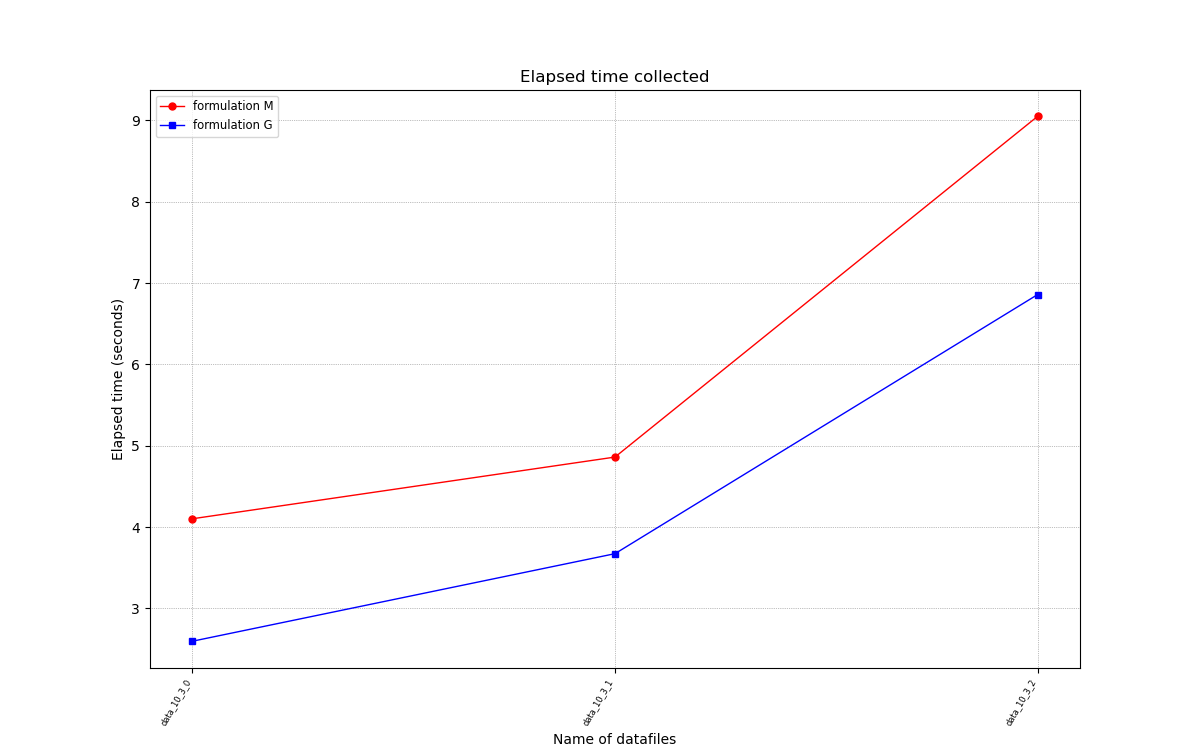 Elapsed time collected
formulation M
formulation G
9
8
7
6
5
4
3
Elapsed time (seconds)
data_10_3_0
data_10_3_1
data_10_3_2
Name of datafiles